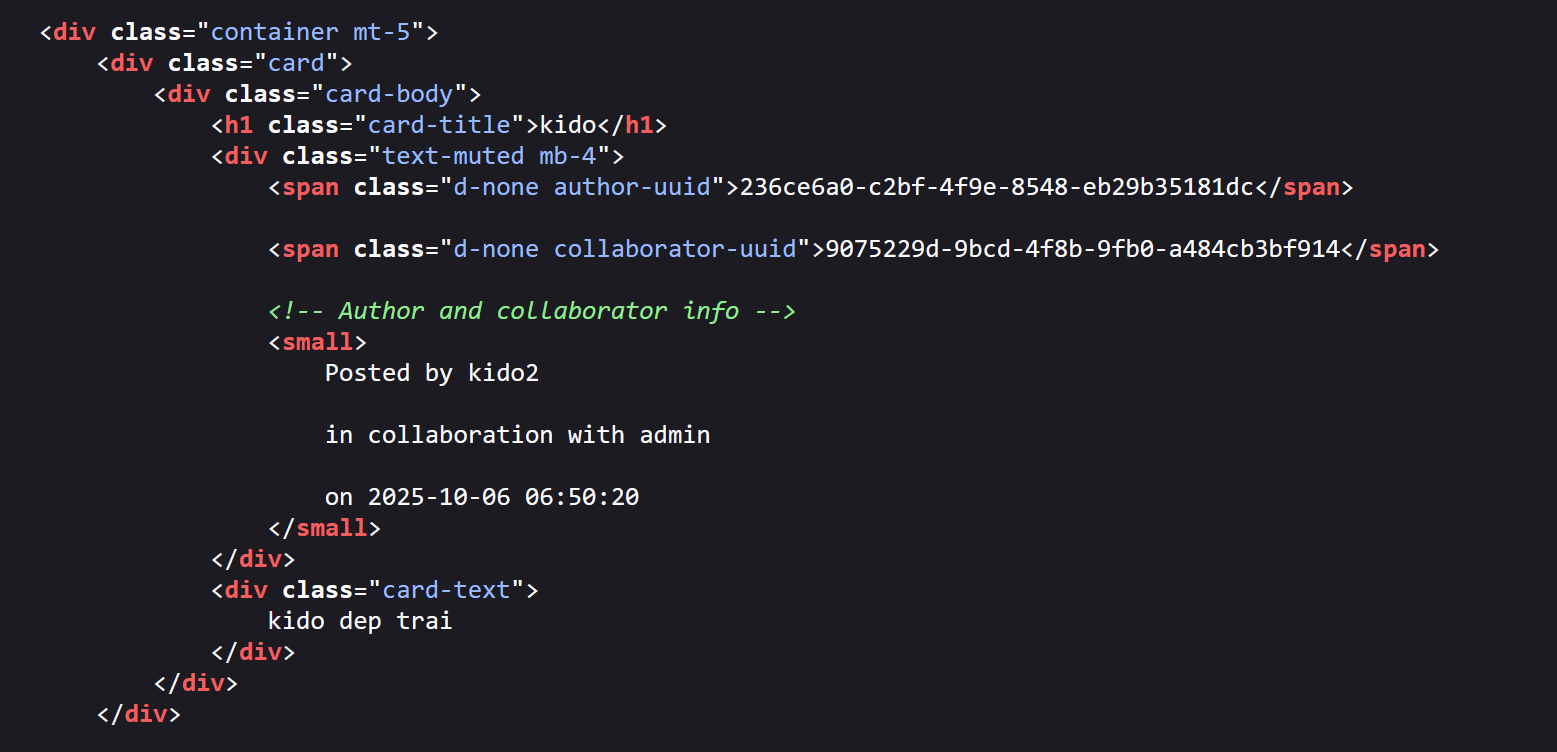 <div class="container mt-5">
<div class="card">
<div class="card-body">
<h1 class="card-title">kido</h1>
<div class="text-muted mb-4">
<span class="d-none author-uuid">236ce6a0-c2bf-4f9e-8548-eb29b35181dc</span>
<span class="d-none collaborator-uuid">9075229d-9bcd-4f8b-9fb0-a484cb3bf914</span>
<!-- Author and collaborator info -->
<small>
Posted by kido2
in collaboration with admin
on 2025-10-06 06:50:20
</small>
</div>
<div class="card-text">
kido dep trai
</div>
</div>
</div>